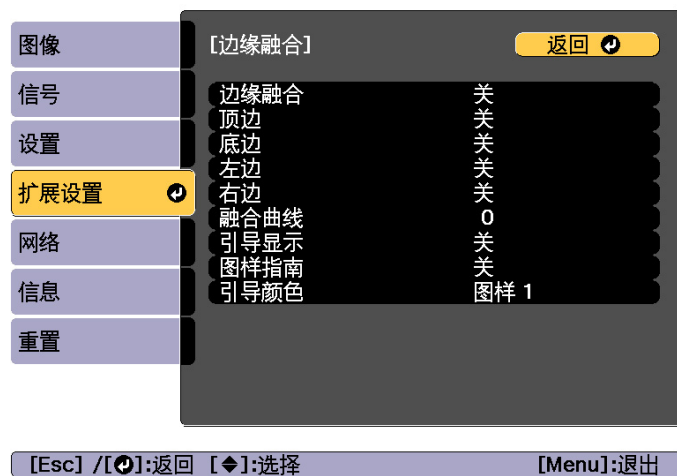 图像
信号
设置
扩展设置
网络
信息
重置
[边缘融合]
返回
边缘融合 关
顶边 关
底边 关
左边 关
右边 关
融合曲线 0
引导显示 关
图样指南 关
引导颜色 图样 1
[Esc] /[ ]:返回 [ ]:选择 [Menu]:退出